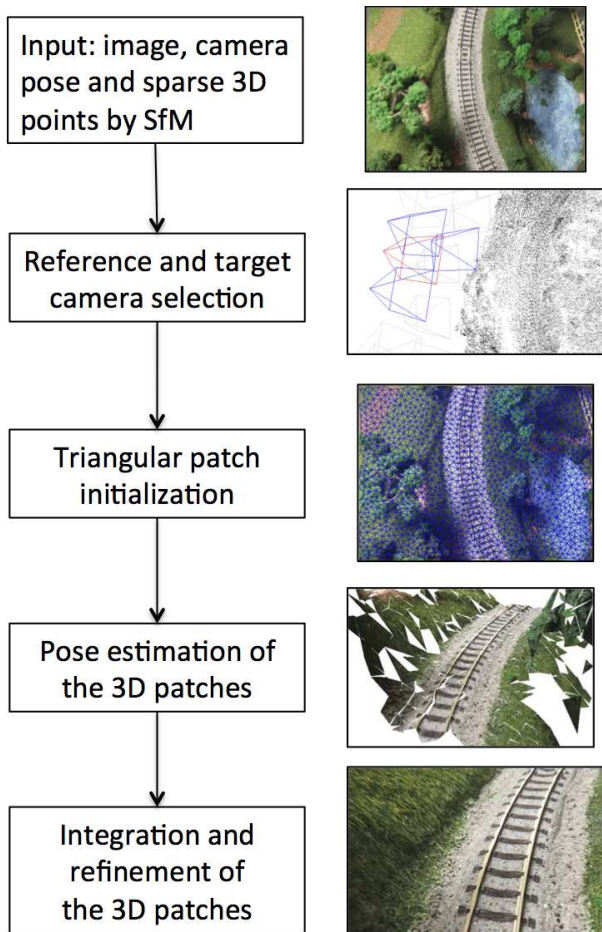 Input: image, camera
pose and sparse 3D
points by SfM
Reference and target
camera selection
Triangular patch
initialization
Pose estimation of
the 3D patches
Integration and
refinement of
the 3D patches